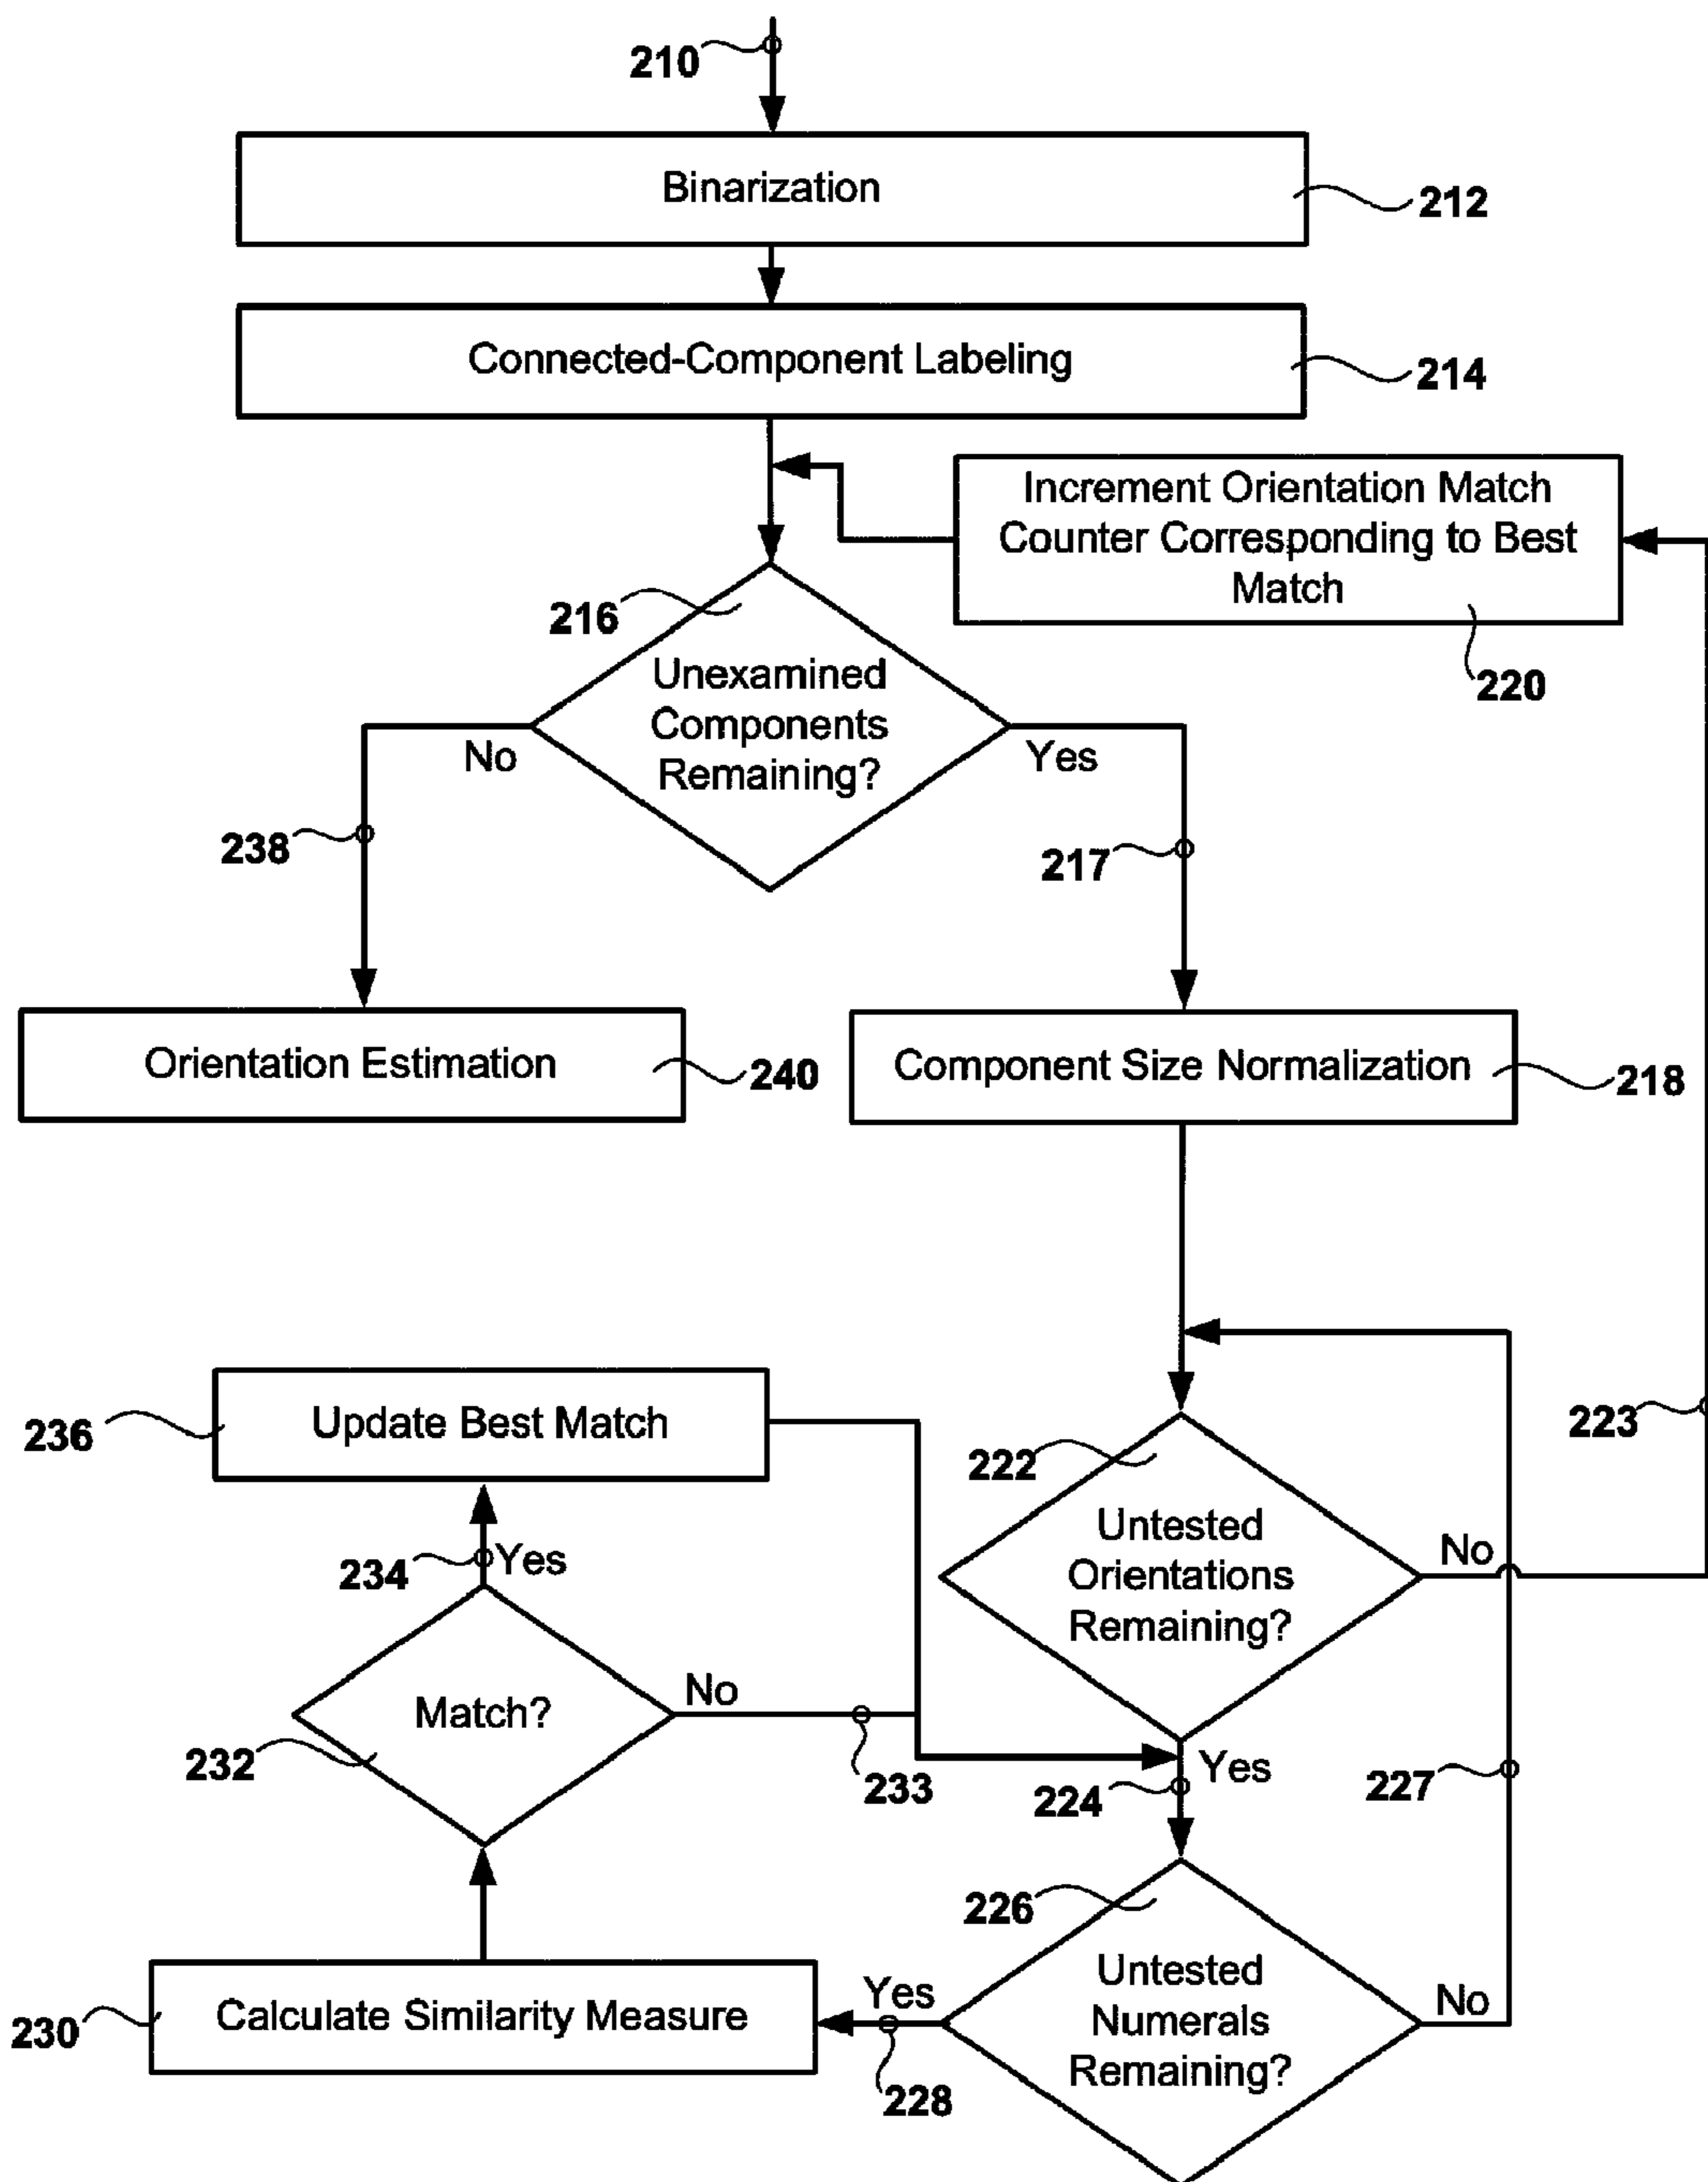 210
Binarization
212
Connected-Component Labeling
214
Increment Orientation Match
Counter Corresponding to Best
Match
220
216
Unexamined
Components
Remaining?
No
Yes
238
217
Orientation Estimation
240
Component Size Normalization
218
Update Best Match
236
223
222
Untested
Orientations
Remaining?
No
234
Yes
Match?
No
232
233
Yes
224
227
226
Untested
Numerals
Remaining?
No
Yes
Calculate Similarity Measure
230
228